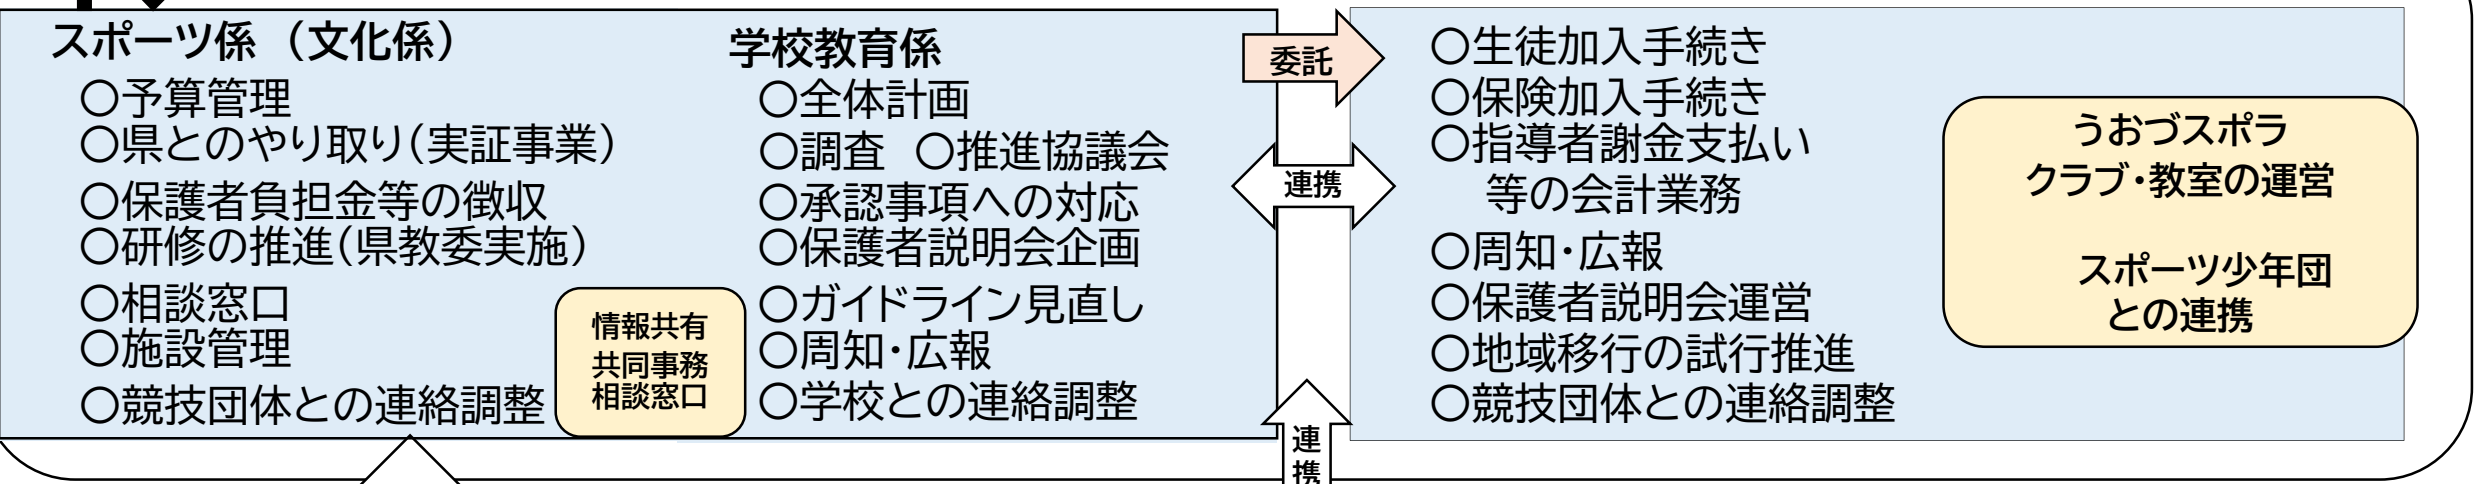 スポーツ係（文化係）
○予算管理
○県とのやり取り（実証事業）
○保護者負担金等の徴収
○研修の推進（県教委実施）
○相談窓口
○施設管理
○競技団体との連絡調整
情報共有
共同事務
相談窓口
学校教育係
○全体計画
○調査　○推進協議会
○承認事項への対応
○保護者説明会企画
○ガイドライン見直し
○周知・広報
○学校との連絡調整
委託
連携
連携
○生徒加入手続き
○保険加入手続き
○指導者謝金支払い
等の会計業務
○周知・広報
○保護者説明会運営
○地域移行の試行推進
○競技団体との連絡調整
うおづスポラ
クラブ・教室の運営
スポーツ少年団
との連携